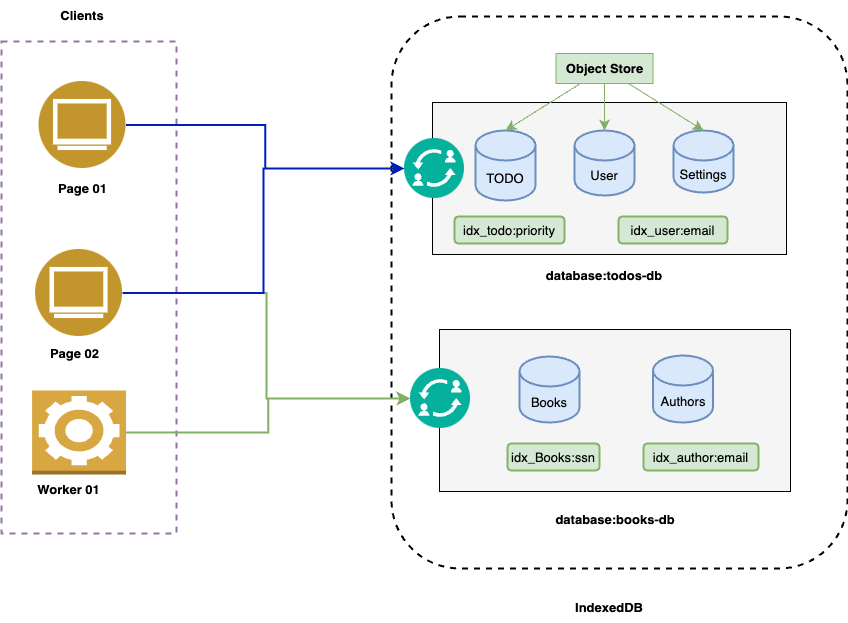 Clients
Page 01
Page 02
Worker 01
Object Store
TODO
User
Settings
idx_todo:priority
idx_user:email
database:todos-db
Books
Authors
idx_Books:ssn
idx_author:email
database:books-db
IndexedDB